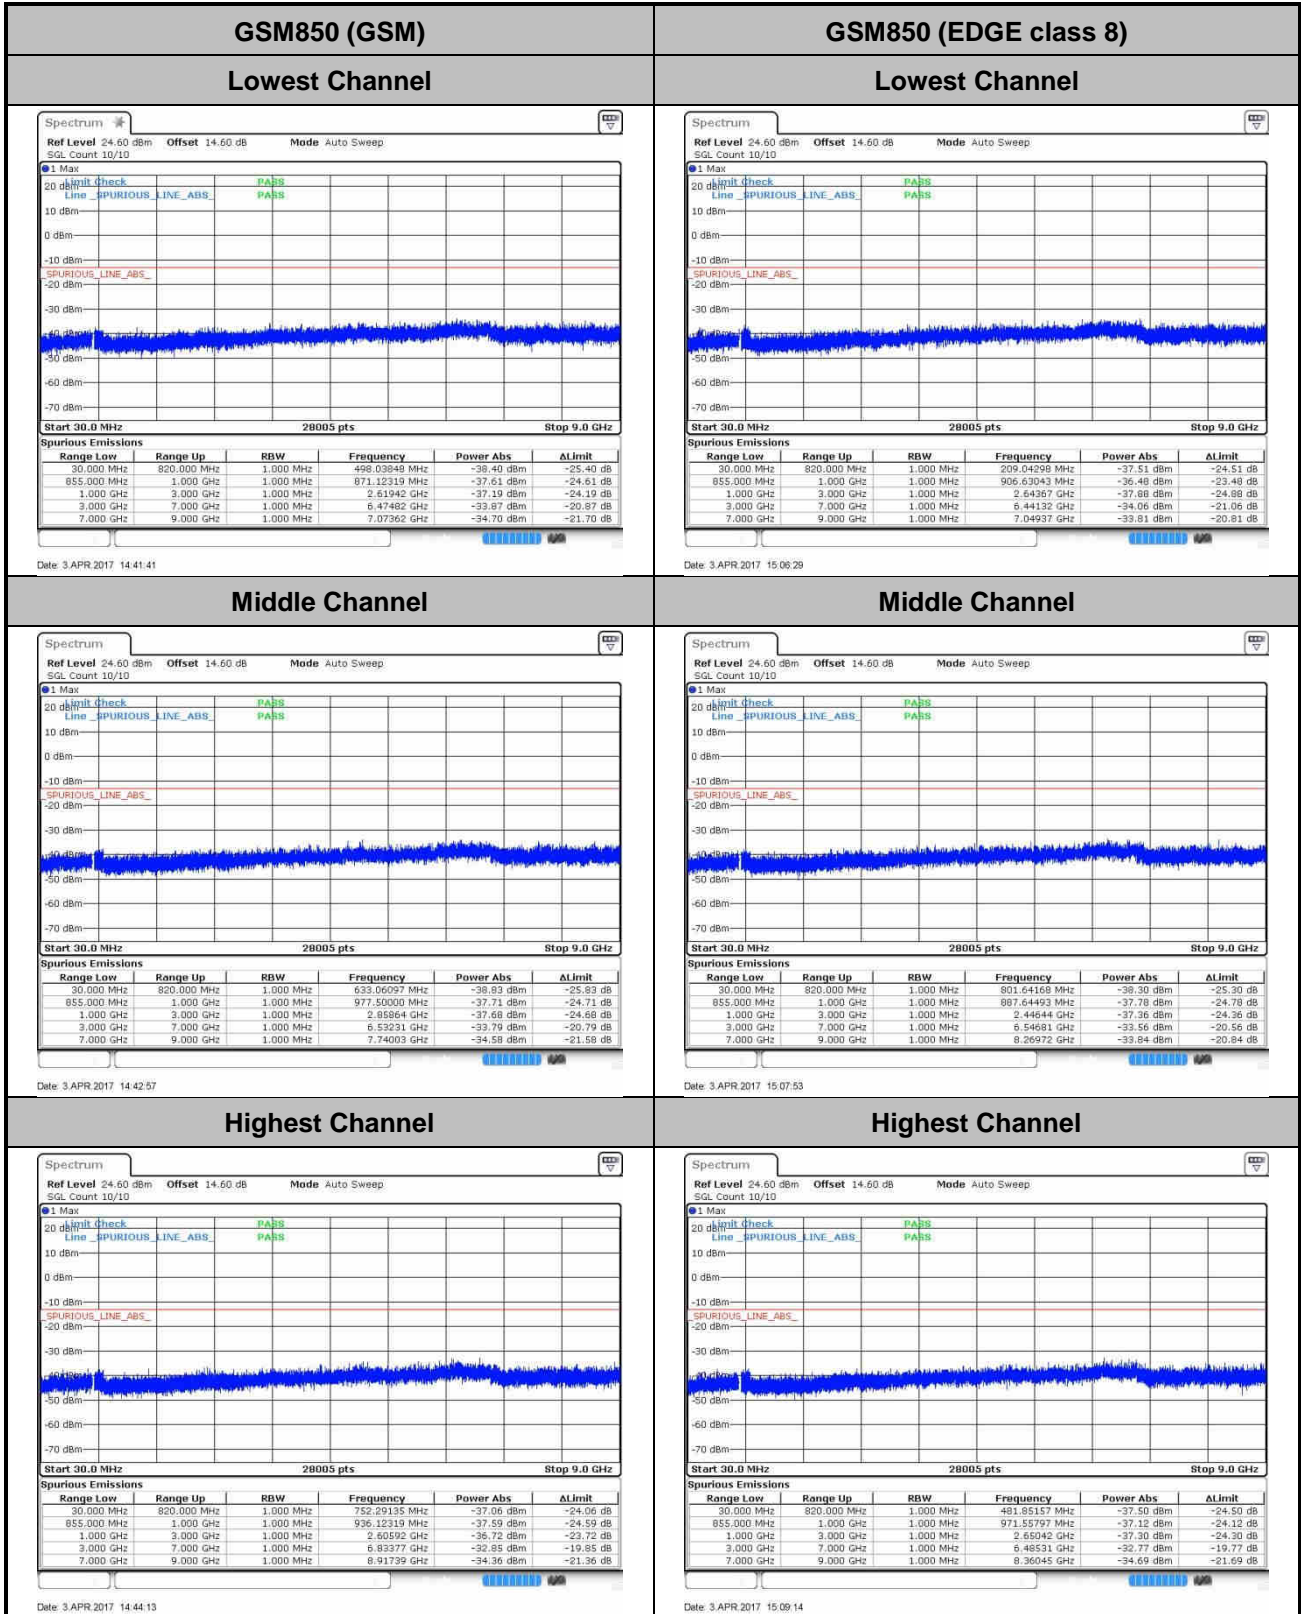 GSM850 (GSM)
GSM850 (EDGE class 8)
Lowest Channel
Lowest Channel
Spectrum
Ref Level 24.60 dBm Offset 14.60 dB Mode Auto Sweep
SGL Count 10/10
1 Max
Limit Check PASS
20 dBm
Line _SPURIOUS_LINE_ABS_ PASS
10 dBm
0 dBm
-10 dBm
_SPURIOUS_LINE_ABS_
-20 dBm
-30 dBm
-40 dBm
-50 dBm
-60 dBm
-70 dBm
Start 30.0 MHz 28005 pts Stop 9.0 GHz
Spurious Emissions
Range Low Range Up RBW Frequency Power Abs ΔLimit
30.000 MHz 820.000 MHz 1.000 MHz 498.03848 MHz -38.40 dBm -25.40 dB
855.000 MHz 1.000 GHz 1.000 MHz 871.12319 MHz -37.61 dBm -24.61 dB
1.000 GHz 3.000 GHz 1.000 MHz 2.61942 GHz -37.19 dBm -24.19 dB
3.000 GHz 7.000 GHz 1.000 MHz 6.47482 GHz -33.87 dBm -20.87 dB
7.000 GHz 9.000 GHz 1.000 MHz 7.07362 GHz -34.70 dBm -21.70 dB
Date: 3.APR.2017 14:41:41
Spectrum
Ref Level 24.60 dBm Offset 14.60 dB Mode Auto Sweep
SGL Count 10/10
1 Max
Limit Check PASS
20 dBm
Line _SPURIOUS_LINE_ABS_ PASS
10 dBm
0 dBm
-10 dBm
_SPURIOUS_LINE_ABS_
-20 dBm
-30 dBm
-40 dBm
-50 dBm
-60 dBm
-70 dBm
Start 30.0 MHz 28005 pts Stop 9.0 GHz
Spurious Emissions
Range Low Range Up RBW Frequency Power Abs ΔLimit
30.000 MHz 820.000 MHz 1.000 MHz 209.04298 MHz -37.51 dBm -24.51 dB
855.000 MHz 1.000 GHz 1.000 MHz 906.63043 MHz -36.48 dBm -23.48 dB
1.000 GHz 3.000 GHz 1.000 MHz 2.64367 GHz -37.88 dBm -24.88 dB
3.000 GHz 7.000 GHz 1.000 MHz 6.44132 GHz -34.06 dBm -21.06 dB
7.000 GHz 9.000 GHz 1.000 MHz 7.04937 GHz -33.81 dBm -20.81 dB
Date: 3.APR.2017 15:06:29
Middle Channel
Middle Channel
Spectrum
Ref Level 24.60 dBm Offset 14.60 dB Mode Auto Sweep
SGL Count 10/10
1 Max
Limit Check PASS
20 dBm
Line _SPURIOUS_LINE_ABS_ PASS
10 dBm
0 dBm
-10 dBm
_SPURIOUS_LINE_ABS_
-20 dBm
-30 dBm
-40 dBm
-50 dBm
-60 dBm
-70 dBm
Start 30.0 MHz 28005 pts Stop 9.0 GHz
Spurious Emissions
Range Low Range Up RBW Frequency Power Abs ΔLimit
30.000 MHz 820.000 MHz 1.000 MHz 633.06097 MHz -38.83 dBm -25.83 dB
855.000 MHz 1.000 GHz 1.000 MHz 977.50000 MHz -37.71 dBm -24.71 dB
1.000 GHz 3.000 GHz 1.000 MHz 2.85864 GHz -37.68 dBm -24.68 dB
3.000 GHz 7.000 GHz 1.000 MHz 6.53231 GHz -33.79 dBm -20.79 dB
7.000 GHz 9.000 GHz 1.000 MHz 7.74003 GHz -34.58 dBm -21.58 dB
Date: 3.APR.2017 14:42:57
Spectrum
Ref Level 24.60 dBm Offset 14.60 dB Mode Auto Sweep
SGL Count 10/10
1 Max
Limit Check PASS
20 dBm
Line _SPURIOUS_LINE_ABS_ PASS
10 dBm
0 dBm
-10 dBm
_SPURIOUS_LINE_ABS_
-20 dBm
-30 dBm
-40 dBm
-50 dBm
-60 dBm
-70 dBm
Start 30.0 MHz 28005 pts Stop 9.0 GHz
Spurious Emissions
Range Low Range Up RBW Frequency Power Abs ΔLimit
30.000 MHz 820.000 MHz 1.000 MHz 801.64168 MHz -38.30 dBm -25.30 dB
855.000 MHz 1.000 GHz 1.000 MHz 887.64493 MHz -37.78 dBm -24.78 dB
1.000 GHz 3.000 GHz 1.000 MHz 2.44644 GHz -37.36 dBm -24.36 dB
3.000 GHz 7.000 GHz 1.000 MHz 6.54681 GHz -33.56 dBm -20.56 dB
7.000 GHz 9.000 GHz 1.000 MHz 8.26972 GHz -33.84 dBm -20.84 dB
Date: 3.APR.2017 15:07:53
Highest Channel
Highest Channel
Spectrum
Ref Level 24.60 dBm Offset 14.60 dB Mode Auto Sweep
SGL Count 10/10
1 Max
Limit Check PASS
20 dBm
Line _SPURIOUS_LINE_ABS_ PASS
10 dBm
0 dBm
-10 dBm
_SPURIOUS_LINE_ABS_
-20 dBm
-30 dBm
-40 dBm
-50 dBm
-60 dBm
-70 dBm
Start 30.0 MHz 28005 pts Stop 9.0 GHz
Spurious Emissions
Range Low Range Up RBW Frequency Power Abs ΔLimit
30.000 MHz 820.000 MHz 1.000 MHz 752.29135 MHz -37.06 dBm -24.06 dB
855.000 MHz 1.000 GHz 1.000 MHz 936.12319 MHz -37.59 dBm -24.59 dB
1.000 GHz 3.000 GHz 1.000 MHz 2.60592 GHz -36.72 dBm -23.72 dB
3.000 GHz 7.000 GHz 1.000 MHz 6.83377 GHz -32.85 dBm -19.85 dB
7.000 GHz 9.000 GHz 1.000 MHz 8.91739 GHz -34.36 dBm -21.36 dB
Date: 3.APR.2017 14:44:13
Spectrum
Ref Level 24.60 dBm Offset 14.60 dB Mode Auto Sweep
SGL Count 10/10
1 Max
Limit Check PASS
20 dBm
Line _SPURIOUS_LINE_ABS_ PASS
10 dBm
0 dBm
-10 dBm
_SPURIOUS_LINE_ABS_
-20 dBm
-30 dBm
-40 dBm
-50 dBm
-60 dBm
-70 dBm
Start 30.0 MHz 28005 pts Stop 9.0 GHz
Spurious Emissions
Range Low Range Up RBW Frequency Power Abs ΔLimit
30.000 MHz 820.000 MHz 1.000 MHz 481.85157 MHz -37.50 dBm -24.50 dB
855.000 MHz 1.000 GHz 1.000 MHz 971.55797 MHz -37.12 dBm -24.12 dB
1.000 GHz 3.000 GHz 1.000 MHz 2.65042 GHz -37.30 dBm -24.30 dB
3.000 GHz 7.000 GHz 1.000 MHz 6.48531 GHz -32.77 dBm -19.77 dB
7.000 GHz 9.000 GHz 1.000 MHz 8.36045 GHz -34.69 dBm -21.69 dB
Date: 3.APR.2017 15:09:14